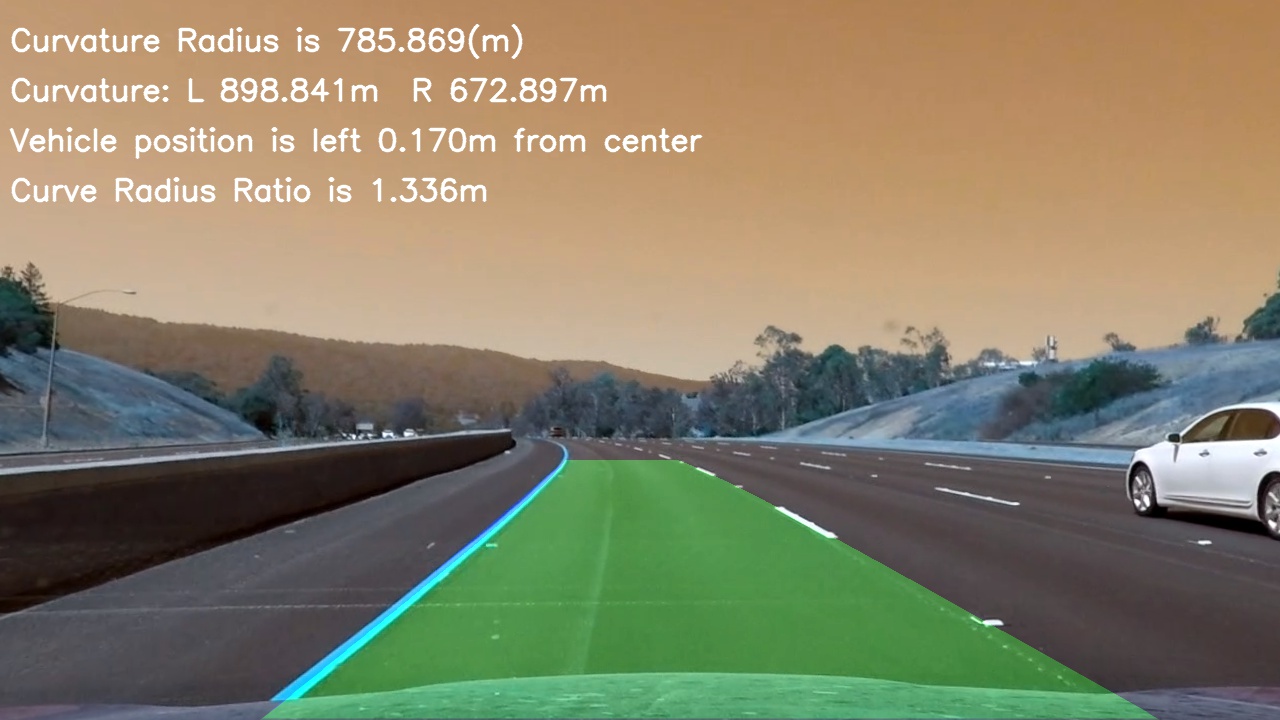 Curvature Radius is 785.869(m)
Curvature: L 898.841m R 672.897m
Vehicle position is left 0.170m from center
Curve Radius Ratio is 1.336m